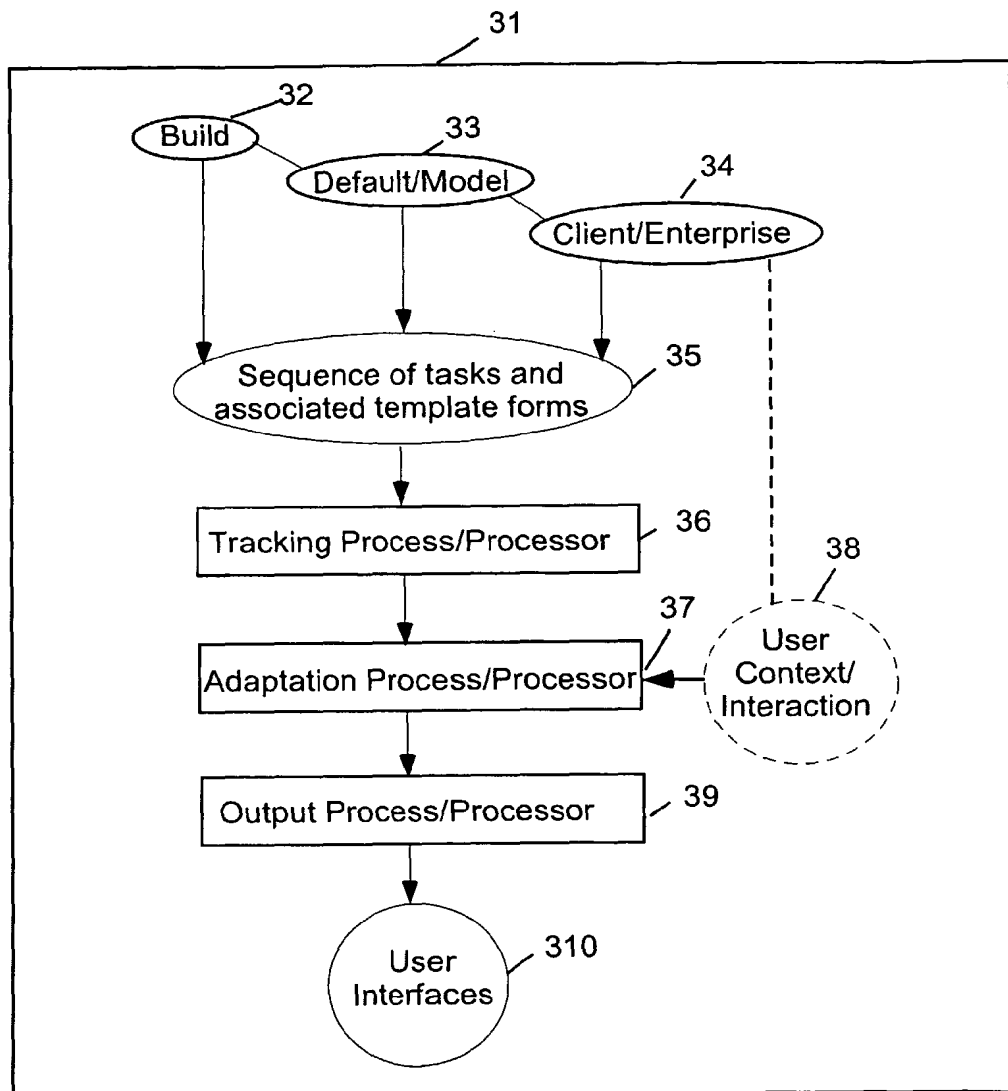 31
32
Build
33
Default/Model
34
Client/Enterprise
35
Sequence of tasks and
associated template forms
36
Tracking Process/Processor
38
37
User
Context/
Interaction
Adaptation Process/Processor
39
Output Process/Processor
310
User
Interfaces